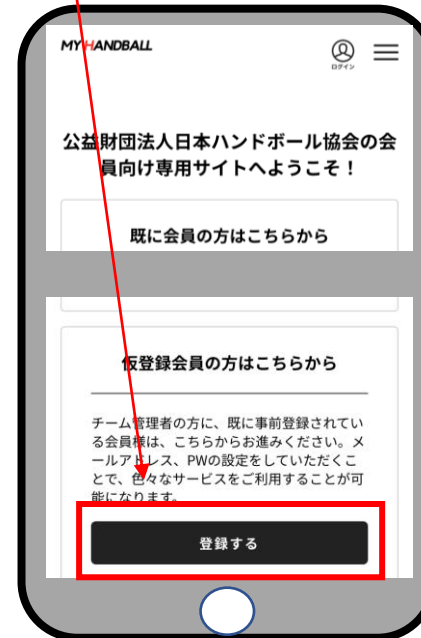 MY HANDBALL
ログイン
公益財団法人日本ハンドボール協会の会
員向け専用サイトへようこそ！
既に会員の方はこちらから
仮登録会員の方はこちらから
チーム管理者の方に、既に事前登録されてい
る会員様は、こちらからお進みください。メ
ールアドレス、PWの設定をしていただくこ
とで、色々なサービスをご利用することが可
能になります。
登録する